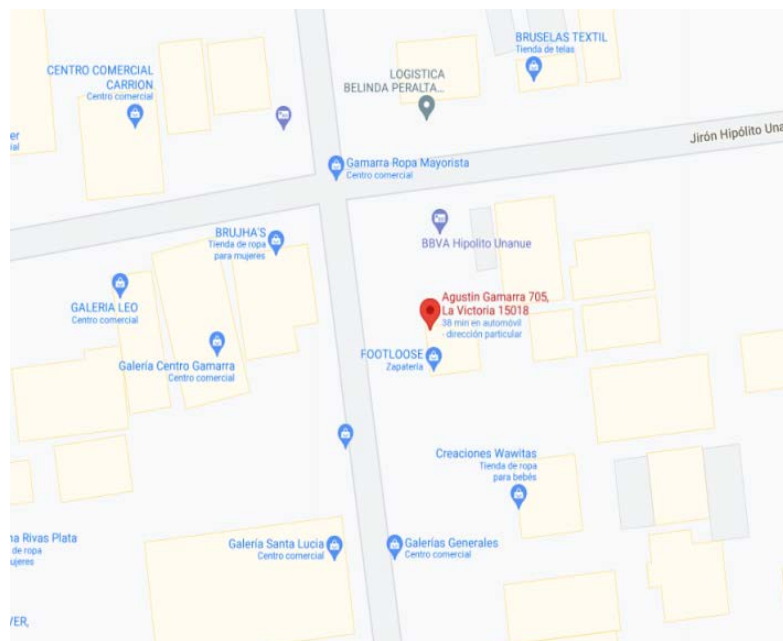 BRUSELAS TEXTIL
Tienda de telas
CENTRO COMERCIAL
CARRION
Centro comercial
LOGISTICA
BELINDA PERALTA...
Jirón Hipólito Una
Gamarra Ropa Mayorista
Centro comercial
BRUJHA'S
Tienda de ropa
para mujeres
BBVA Hipolito Unanue
GALERIA LEO
Centro comercial
Agustin Gamarra 705,
La Victoria 15018
38 min en automóvil
- dirección particular
FOOTLOOSE
Zapatería
Galería Centro Gamarra
Centro comercial
Creaciones Wawitas
Tienda de ropa
para bebés
na Rivas Plata
de ropa
ujeres
Galería Santa Lucia
Centro comercial
Galerías Generales
Centro comercial
VER,